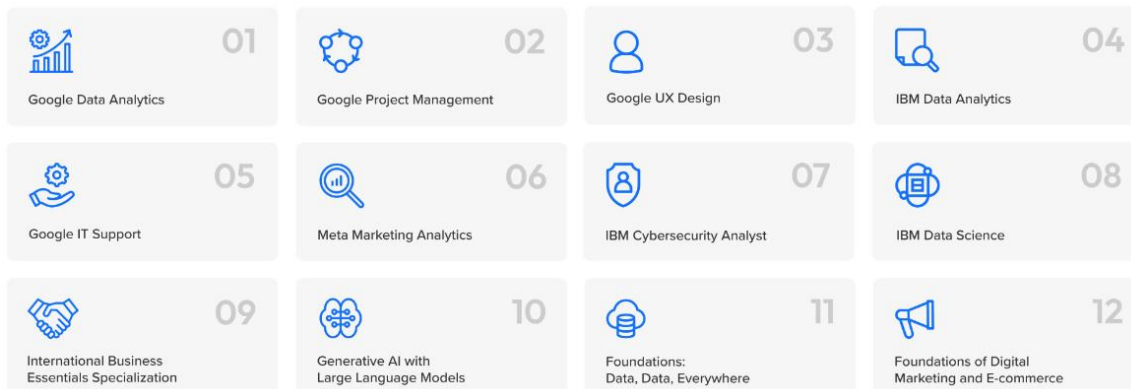 01
Google Data Analytics
02
Google Project Management
03
Google UX Design
04
IBM Data Analytics
05
Google IT Support
06
Meta Marketing Analytics
07
IBM Cybersecurity Analyst
08
IBM Data Science
09
International Business
Essentials Specialization
10
Generative AI with
Large Language Models
11
Foundations:
Data, Data, Everywhere
12
Foundations of Digital
Marketing and E-commerce